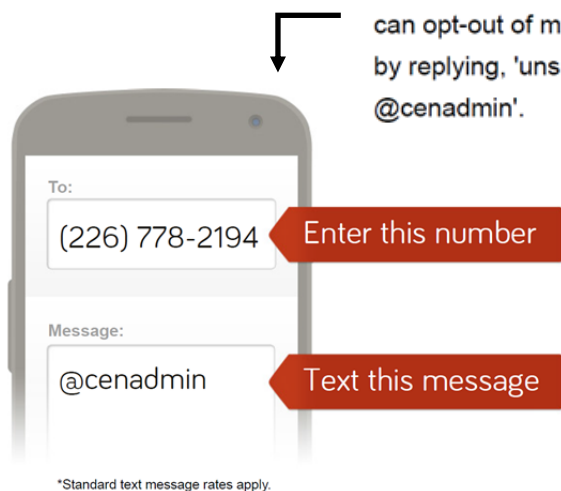 can opt-out of m
by replying, 'uns
@cenadmin'.
To:
(226) 778-2194
Enter this number
Message:
@cenadmin
Text this message
*Standard text message rates apply.